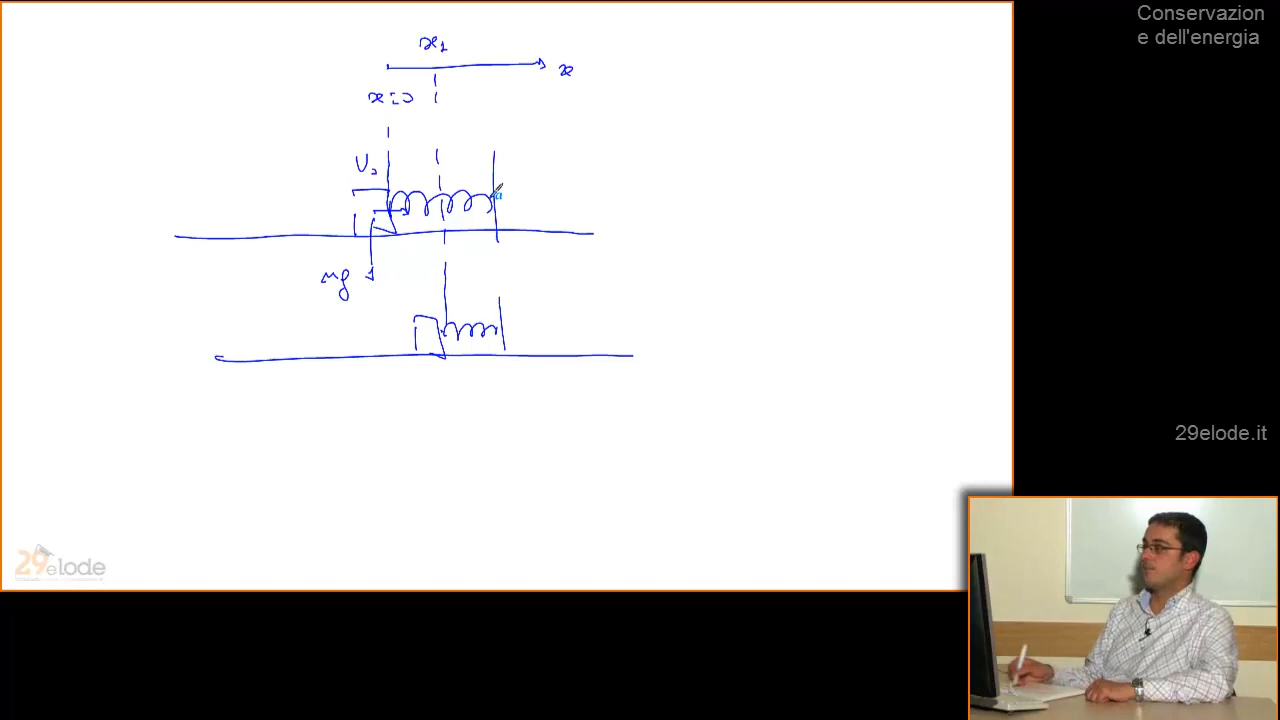 Conservazion
e dell'energia
x₁
x
x=0
V₀
mg
29elode.it
29elode